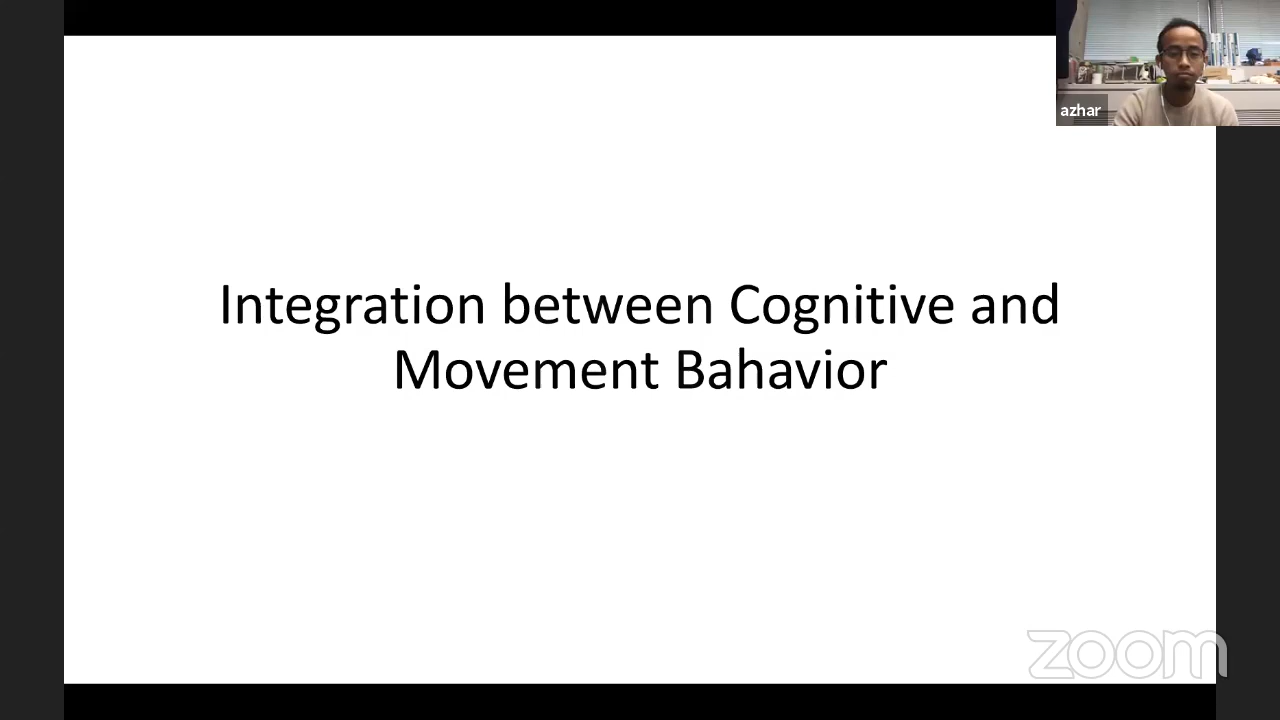 azhar
Integration between Cognitive and
Movement Bahavior
zoom